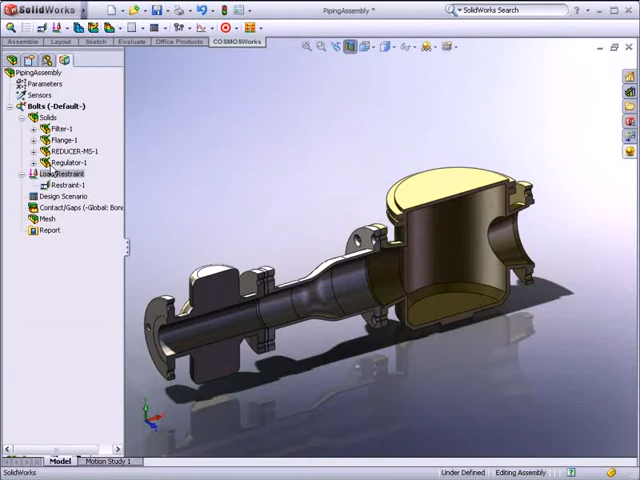 SolidWorks
PipingAssembly *
SolidWorks Search
Assembly Layout Sketch Evaluate Office Products COSMOSWorks
PipingAssembly
Parameters
Sensors
Bolts (-Default-)
Solids
Filter-1
Flange-1
REDUCER-MS-1
Regulator-1
Load/Restraint
Restraint-1
Design Scenario
Contact/Gaps (-Global: Bond
Mesh
Report
Model Motion Study 1
SolidWorks Under Defined Editing Assembly